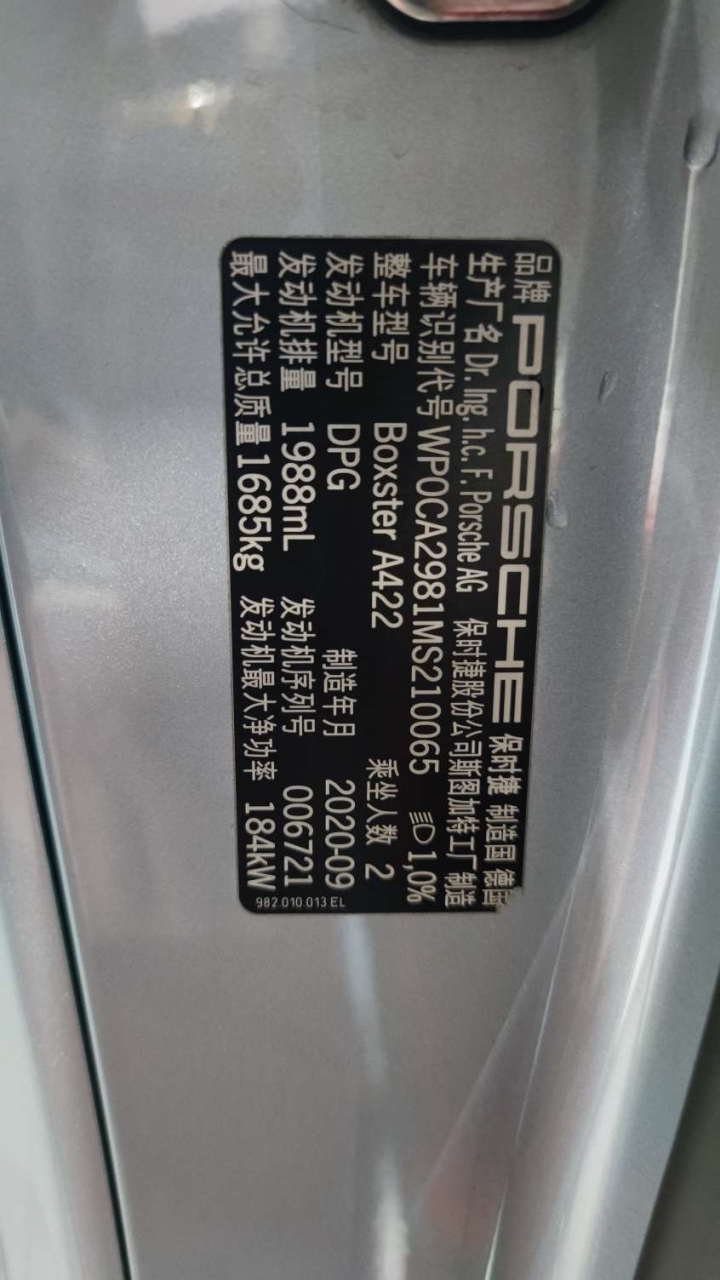 品牌 PORSCHE 保时捷 制造国 德国
生产厂名 Dr. Ing. h.c. F. Porsche AG 保时捷股份公司斯图加特工厂制造
车辆识别代号 WP0CA2981MS210065 1,0%
整车型号 Boxster A422 乘坐人数 2
发动机型号 DPG 制造年月 2020-09
发动机排量 1988mL 发动机序列号 006721
最大允许总质量 1685kg 发动机最大净功率 184kW
982 010 013 EL